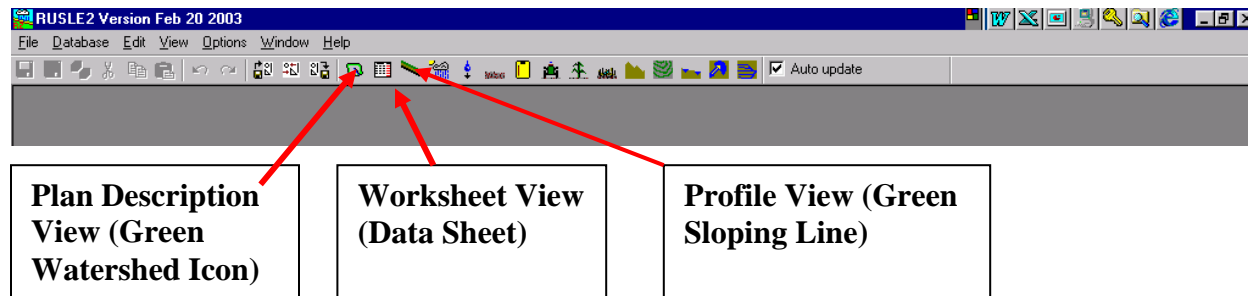 RUSLE2 Version Feb 20 2003
File Database Edit View Options Window Help
Auto update
Plan Description
View (Green
Watershed Icon)
Worksheet View
(Data Sheet)
Profile View (Green
Sloping Line)